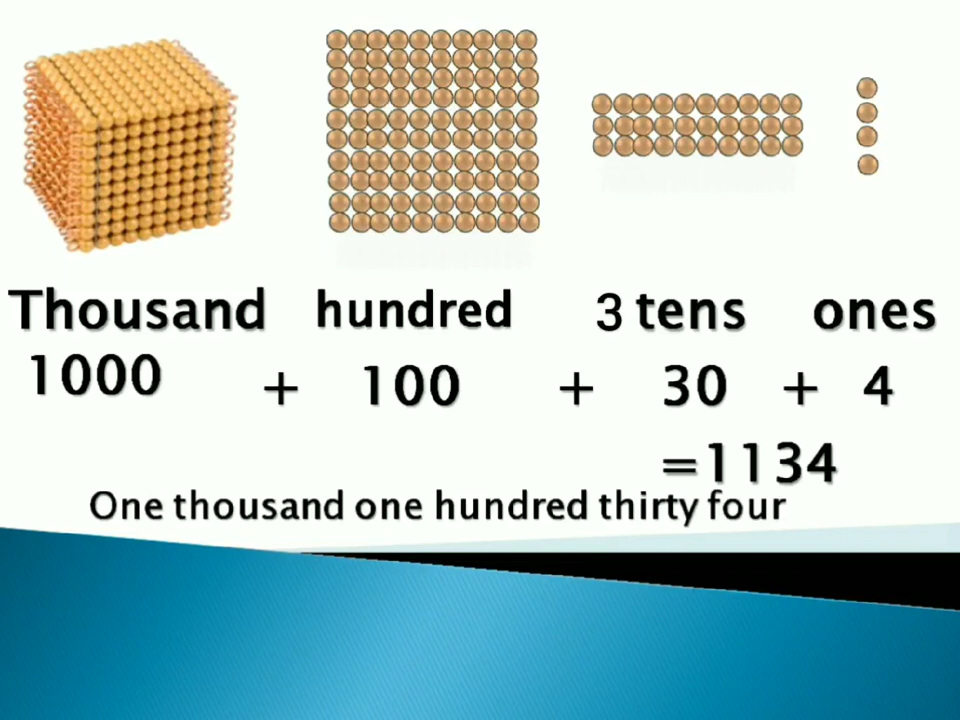 Thousand hundred 3 tens ones
1000 + 100 + 30 + 4
=1134
One thousand one hundred thirty four